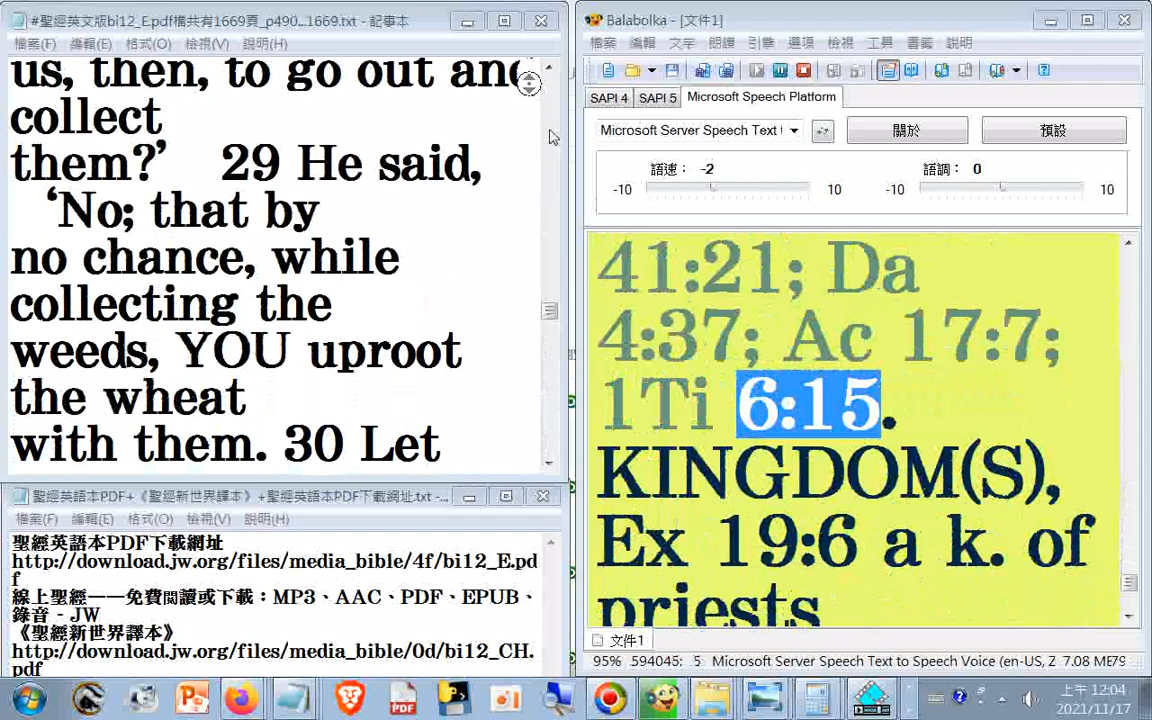 #聖經英文版bi12_E.pdf檔共有1669頁_p490...1669.txt - 記事本
檔案(F) 編輯(E) 格式(O) 檢視(V) 說明(H)
us, then, to go out and
collect
them?’ 29 He said,
‘No; that by
no chance, while
collecting the
weeds, YOU uproot
the wheat
with them. 30 Let
聖經英語本PDF+《聖經新世界譯本》+聖經英語本PDF下載網址.txt -...
檔案(F) 編輯(E) 格式(O) 檢視(V) 說明(H)
聖經英語本PDF下載網址
http://download.jw.org/files/media_bible/4f/bi12_E.pd
f
線上聖經——免費閱讀或下載：MP3、AAC、PDF、EPUB、
錄音 - JW
《聖經新世界譯本》
http://download.jw.org/files/media_bible/0d/bi12_CH.
pdf
Balabolka - [文件1]
檔案 編輯 文字 朗讀 引擎 選項 檢視 工具 書籤 說明
SAPI 4 SAPI 5 Microsoft Speech Platform
Microsoft Server Speech Text 關於 預設
語速： -2 語調： 0
-10 10 -10 10
41:21; Da
4:37; Ac 17:7;
1Ti 6:15.
KINGDOM(S),
Ex 19:6 a k. of
priests
文件1
95% 594045: .5 Microsoft Server Speech Text to Speech Voice (en-US, Z 7.08 ME79
PDF
上午 12:04
2021/11/17